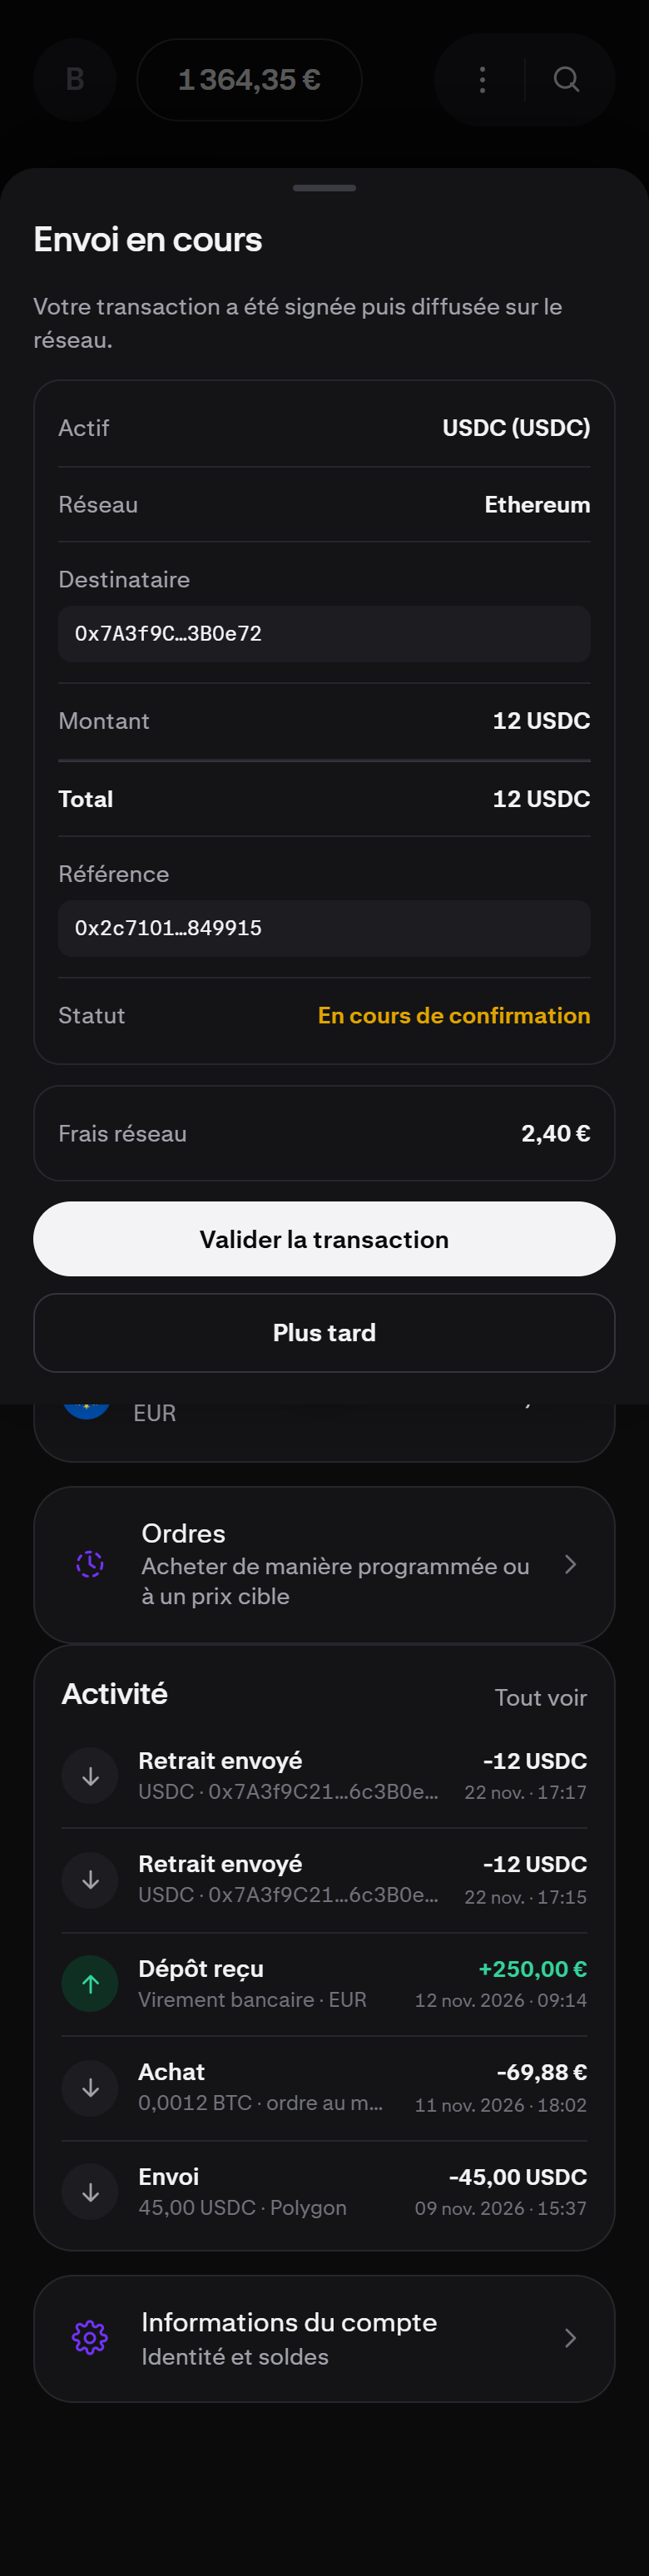 B
1 364,35 €
Envoi en cours
Votre transaction a été signée puis diffusée sur le
réseau.
Actif
USDC (USDC)
Réseau
Ethereum
Destinataire
0x7A3f9C…3B0e72
Montant
12 USDC
Total
12 USDC
Référence
0x2c7101…849915
Statut
En cours de confirmation
Frais réseau
2,40 €
Valider la transaction
Plus tard
EUR
Ordres
Acheter de manière programmée ou
à un prix cible
Activité
Tout voir
Retrait envoyé
-12 USDC
USDC · 0x7A3f9C21…6c3B0e…
22 nov. · 17:17
Retrait envoyé
-12 USDC
USDC · 0x7A3f9C21…6c3B0e…
22 nov. · 17:15
Dépôt reçu
+250,00 €
Virement bancaire · EUR
12 nov. 2026 · 09:14
Achat
-69,88 €
0,0012 BTC · ordre au m…
11 nov. 2026 · 18:02
Envoi
-45,00 USDC
45,00 USDC · Polygon
09 nov. 2026 · 15:37
Informations du compte
Identité et soldes